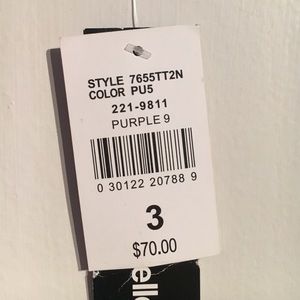 STYLE 7655TT2N
COLOR PU5
221-9811
PURPLE 9
0 30122 20788 9
3
$70.00